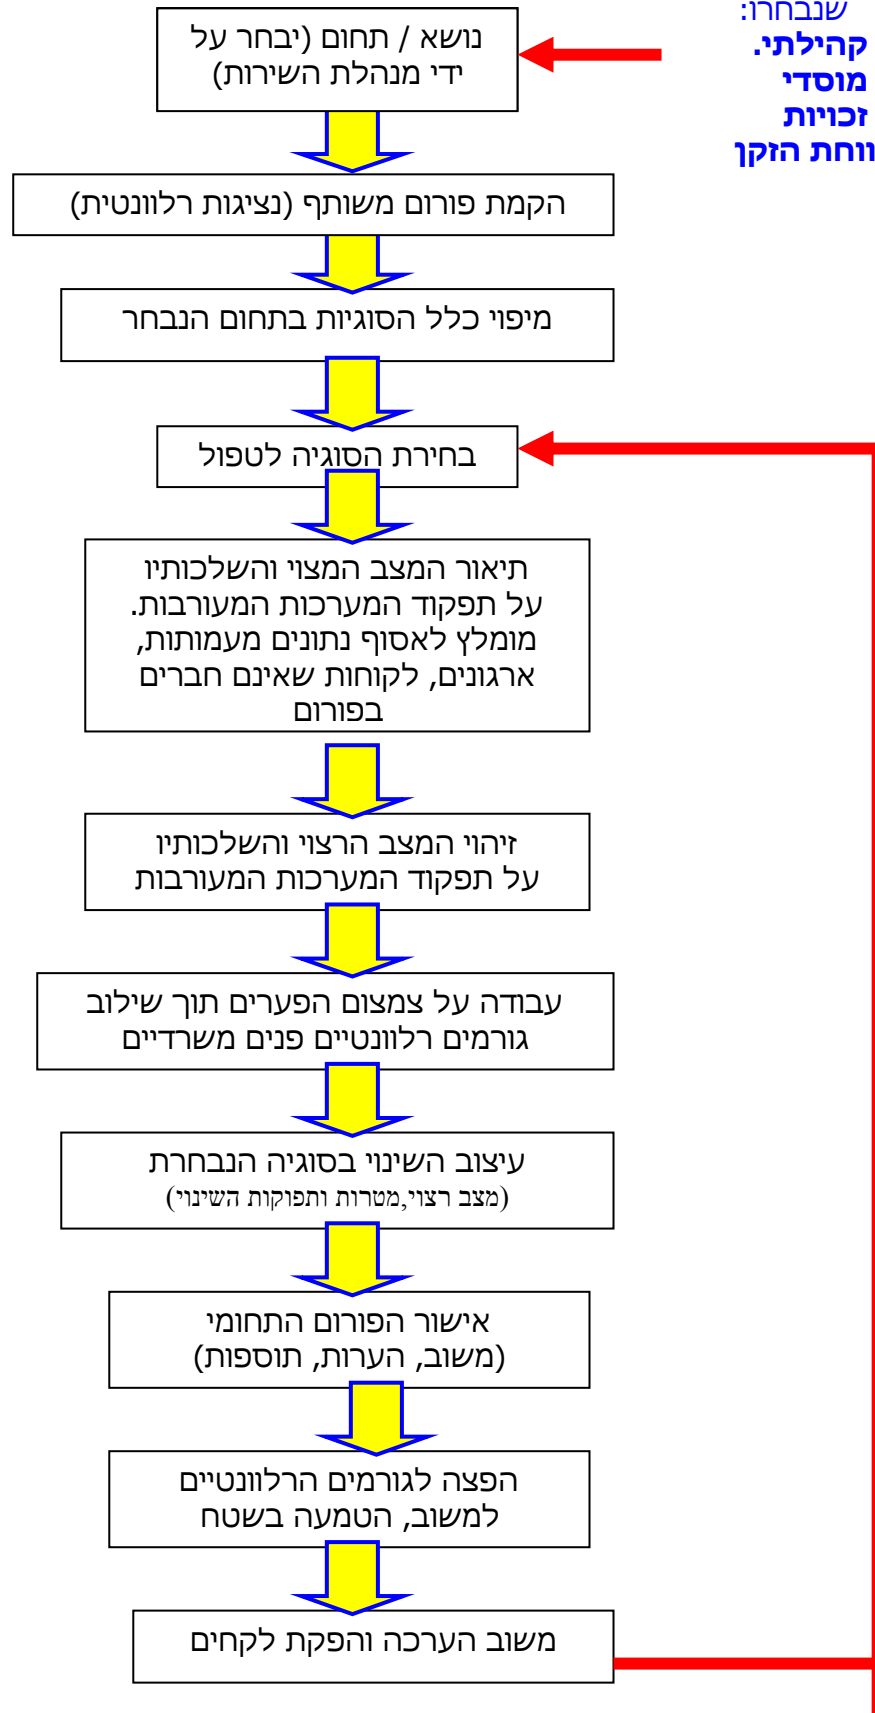 שנבחרו:
קהילתי.
מוסדי
זכויות
ווחת הזקן
נושא / תחום (יבחר על
ידי מנהלת השירות)
הקמת פורום משותף (נציגות רלוונטית)
מיפוי כלל הסוגיות בתחום הנבחר
בחירת הסוגיה לטפול
תיאור המצב המצוי והשלכותיו
על תפקוד המערכות המעורבות.
מומלץ לאסוף נתונים מעמותות,
ארגונים, לקוחות שאינם חברים
בפורום
זיהוי המצב הרצוי והשלכותיו
על תפקוד המערכות המעורבות
עבודה על צמצום הפערים תוך שילוב
גורמים רלוונטיים פנים משרדיים
עיצוב השינוי בסוגיה הנבחרת
(מצב רצוי,מטרות ותפוקות השינוי)
אישור הפורום התחומי
(משוב, הערות, תוספות)
הפצה לגורמים הרלוונטיים
למשוב, הטמעה בשטח
משוב הערכה והפקת לקחים